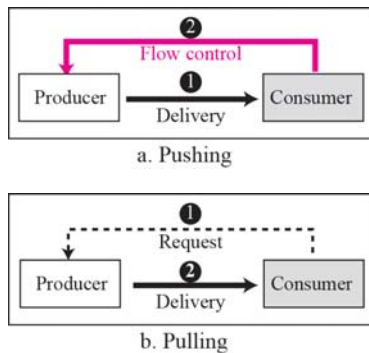 2
Flow control
1
Producer
Consumer
Delivery
a. Pushing
1
Request
2
Producer
Consumer
Delivery
b. Pulling